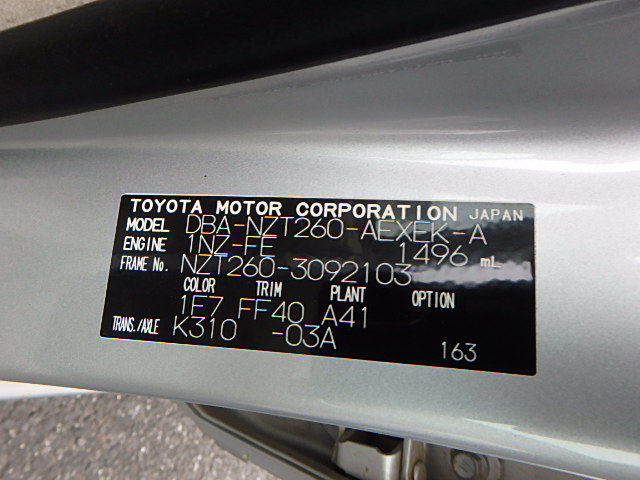 TOYOTA MOTOR CORPORATION JAPAN
MODEL DBA-NZT260-AEXEK-A
ENGINE 1NZ-FE 1496 mL
FRAME No. NZT260-3092103
COLOR TRIM PLANT OPTION
1F7 FF40 A41
TRANS./AXLE K310 -03A
163